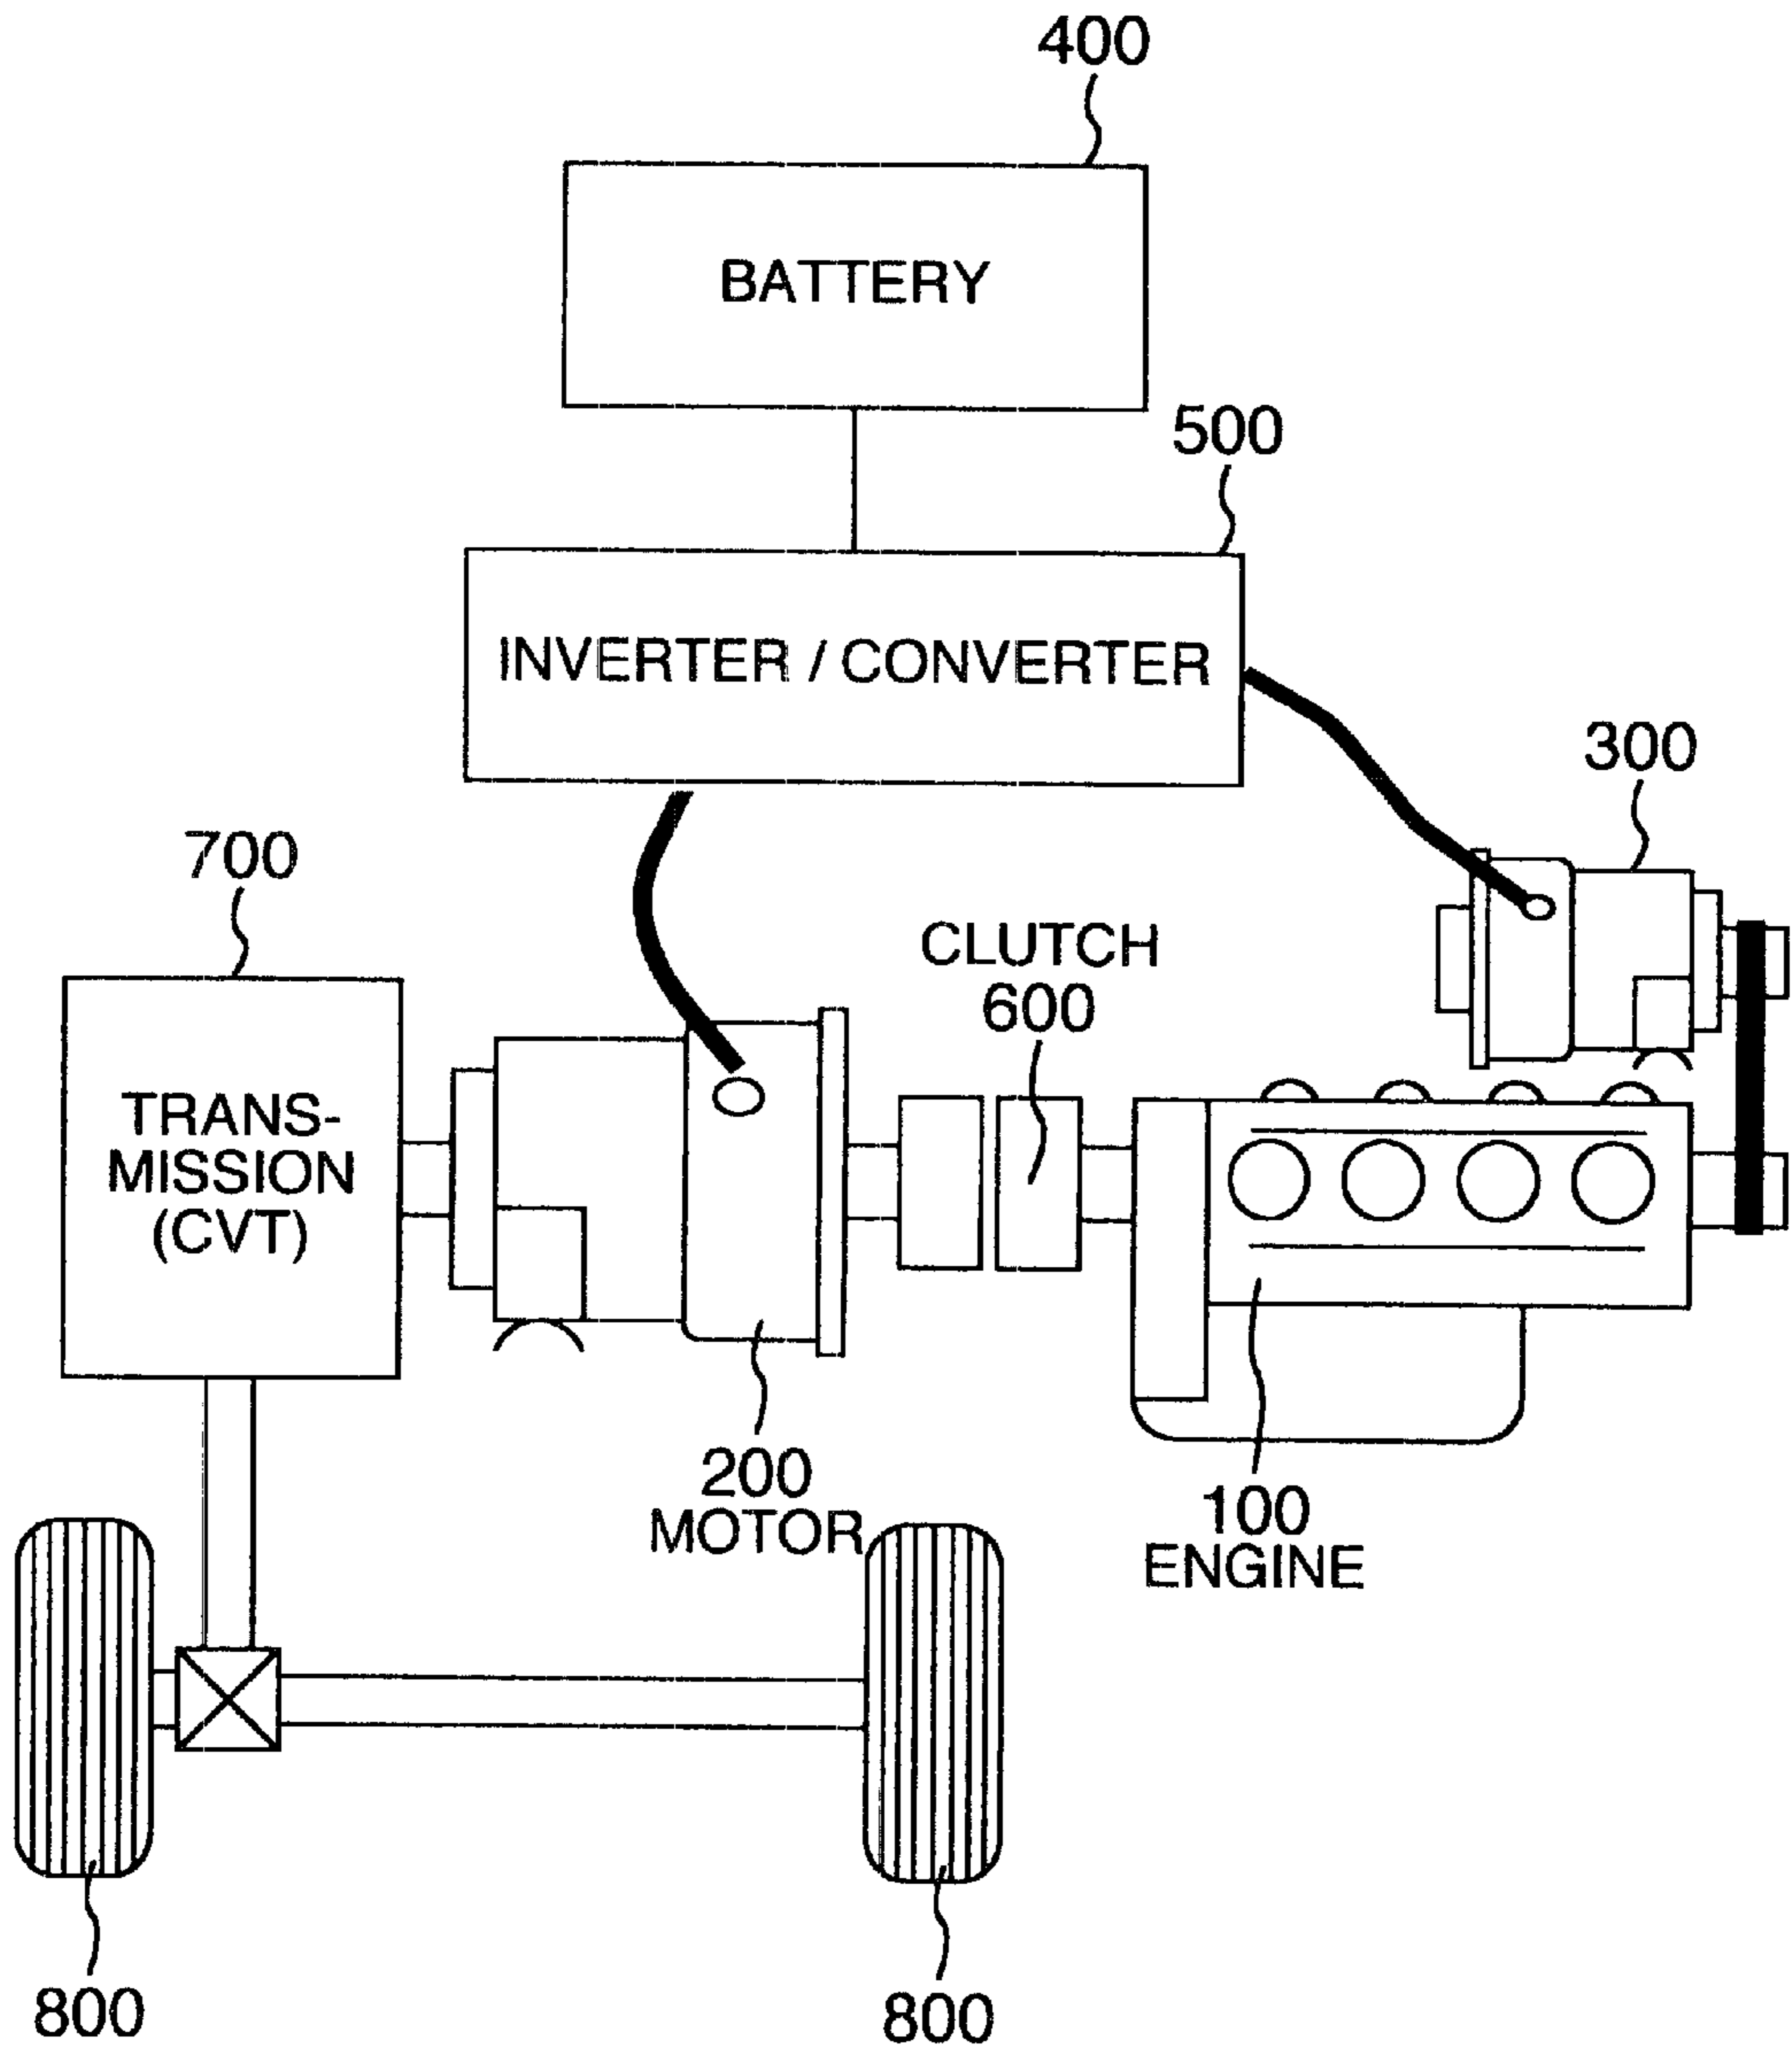 400
BATTERY
500
INVERTER / CONVERTER
300
700
CLUTCH
600
TRANS-
MISSION
(CVT)
200
MOTOR
100
ENGINE
800
800